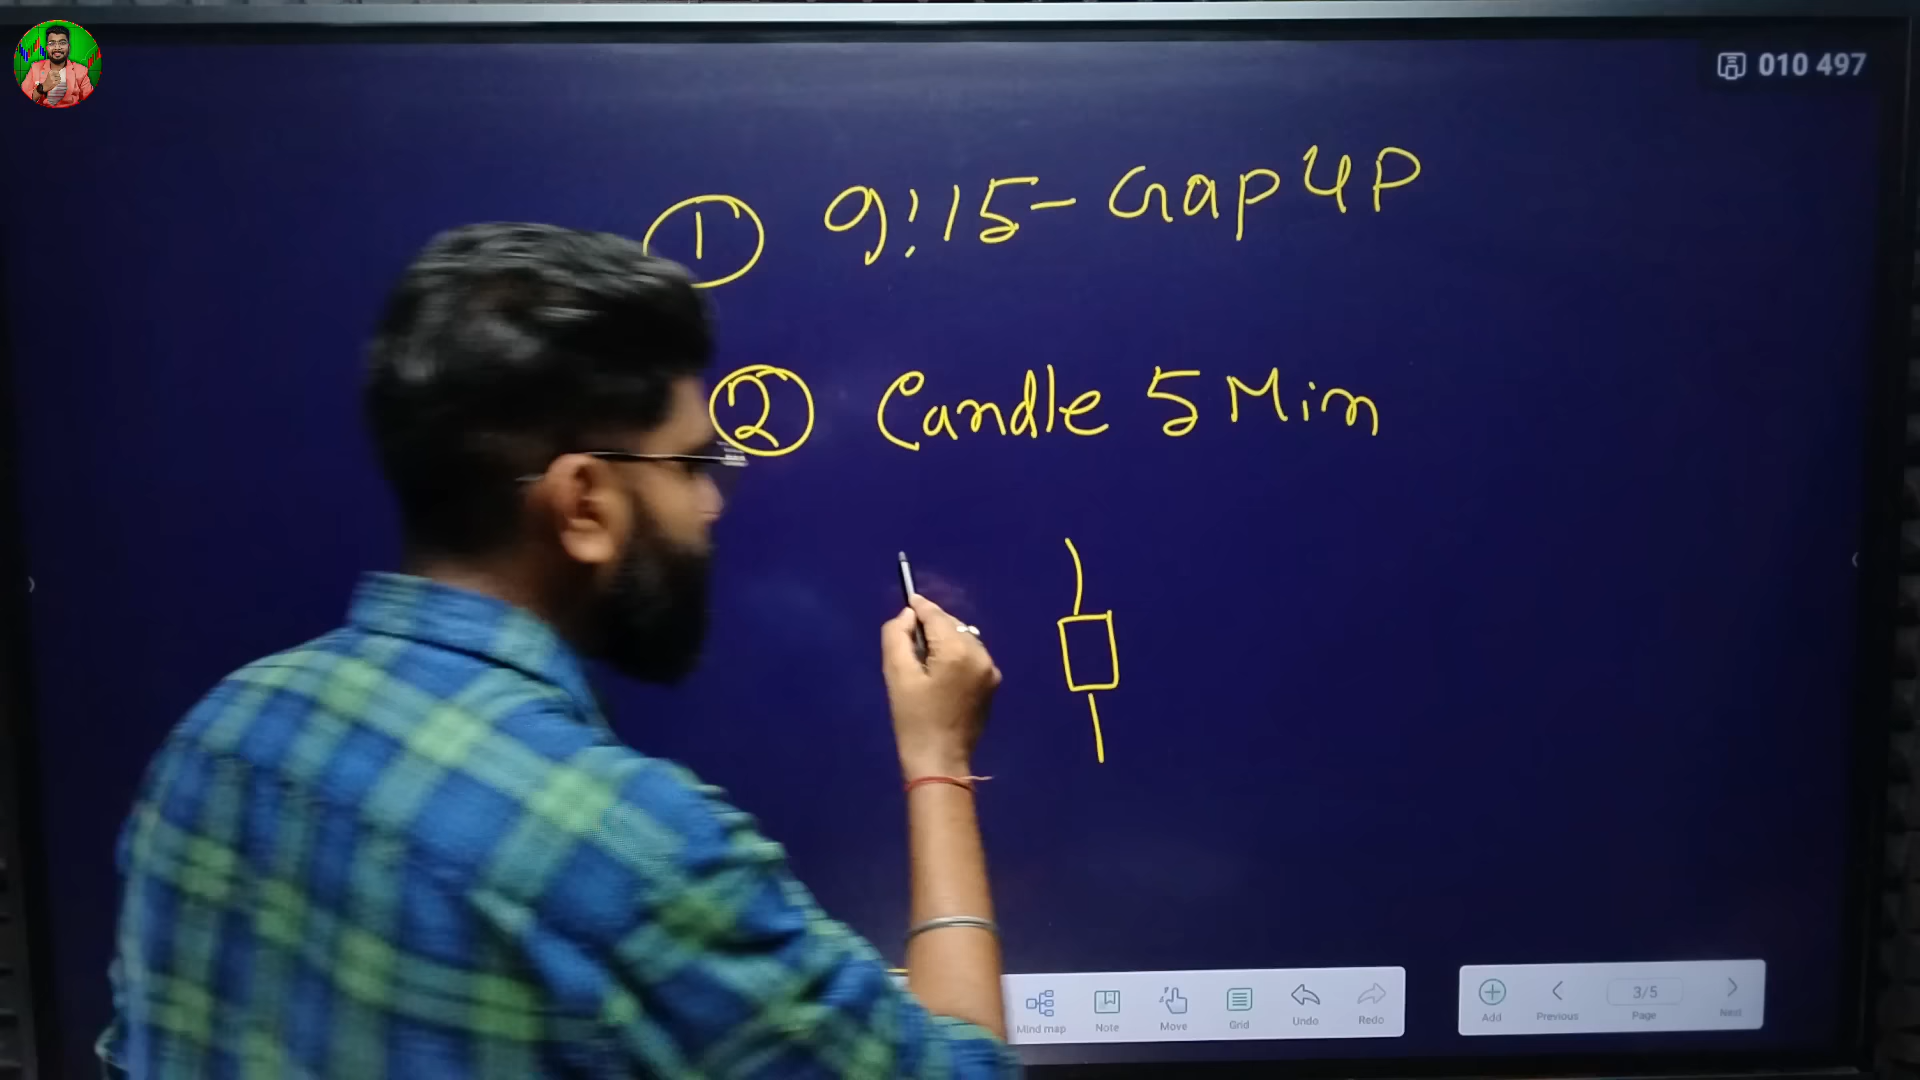 010 497
① 9:15- Gap UP
② Candle 5 Min
Mind map
Note
Move
Grid
Undo
Redo
Add
Previous
3/5
Page
Next